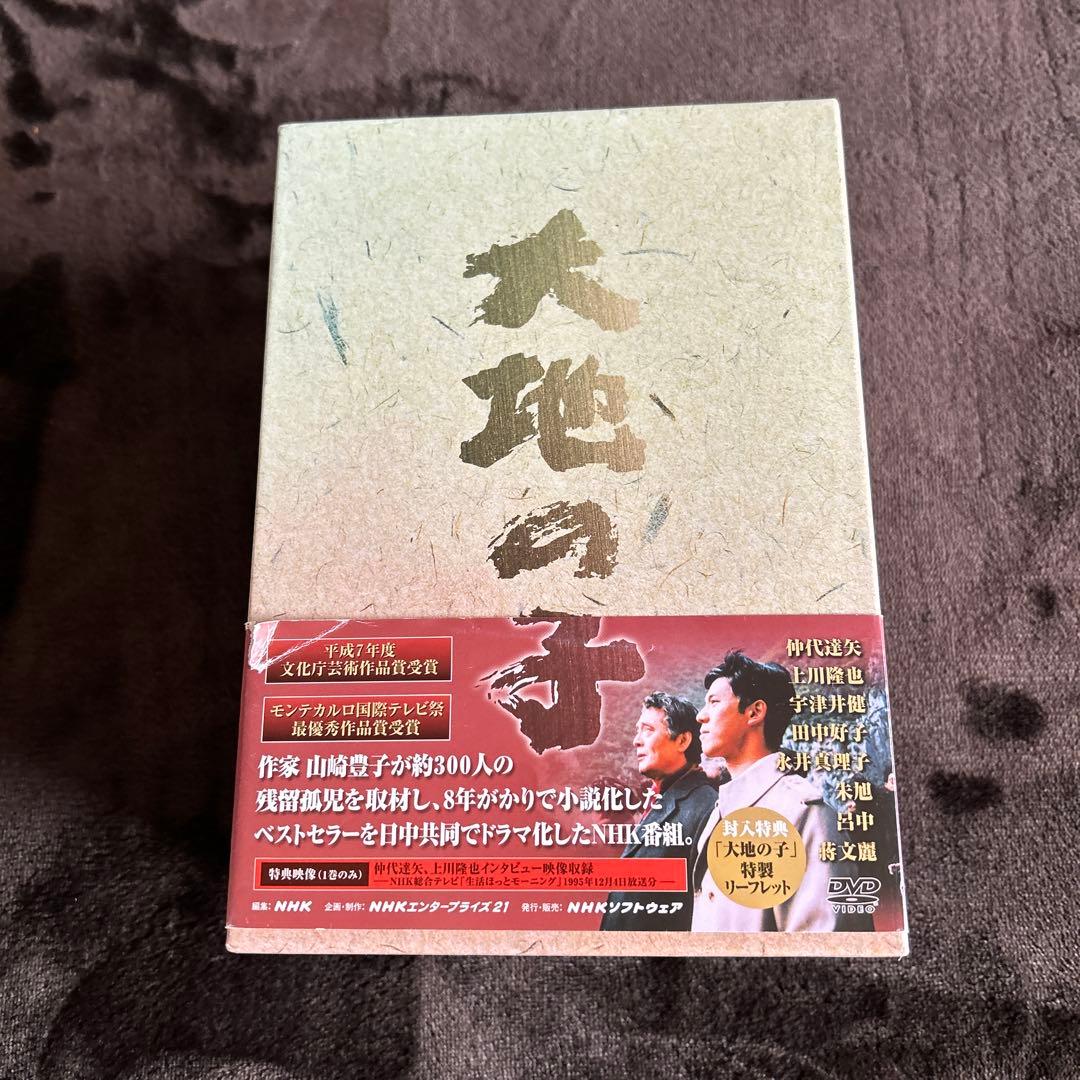 大地の子
平成7年度
文化庁芸術作品賞受賞
モンテカルロ国際テレビ祭
最優秀作品賞受賞
作家 山崎豊子が約300人の
残留孤児を取材し、8年がかりで小説化した
ベストセラーを日中共同でドラマ化したNHK番組。
特典映像(1巻のみ)
仲代達矢、上川隆也インタビュー映像収録
―NHK総合テレビ「生活ほっとモーニング」1995年12月4日放送分―
編集:NHK 企画・制作:NHKエンタープライズ21 発行・販売:NHKソフトウェア
仲代達矢
上川隆也
宇津井健
田中好子
永井真理子
朱旭
呂中
蒋文麗
封入特典
「大地の子」
特製
リーフレット
DVD
VIDEO